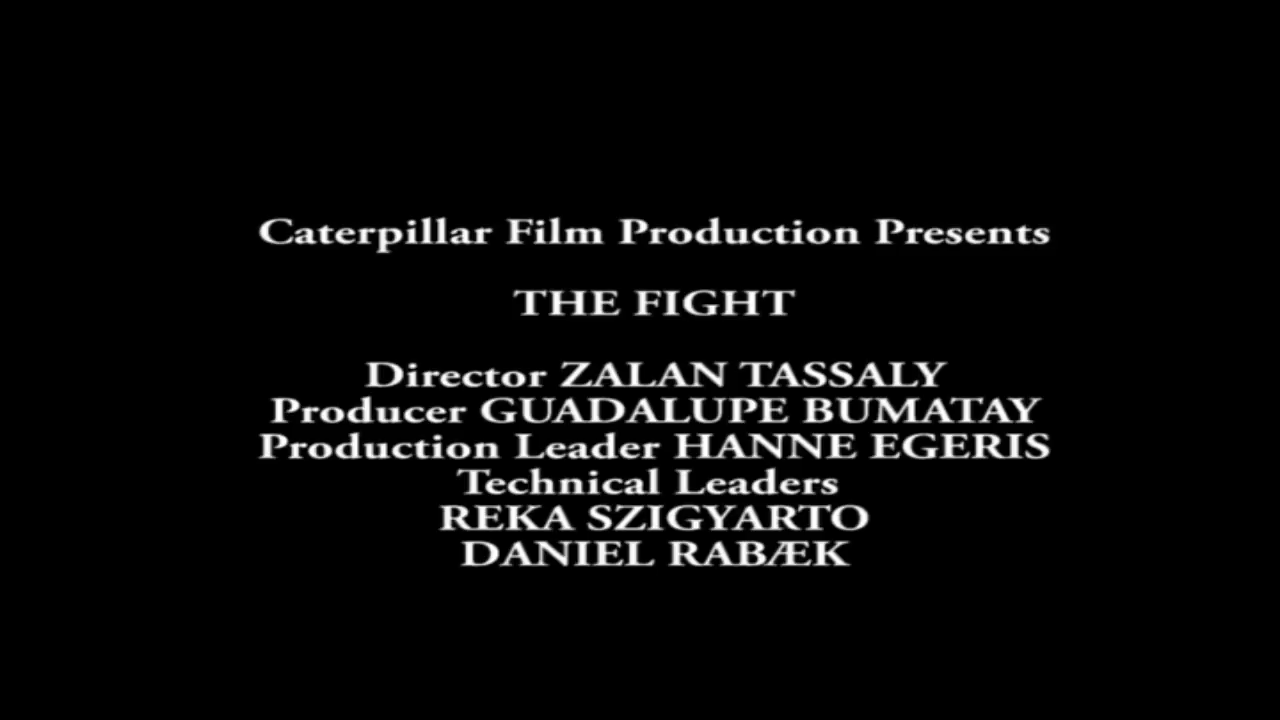 Caterpillar Film Production Presents
THE FIGHT
Director ZALAN TASSALY
Producer GUADALUPE BUMATAY
Production Leader HANNE EGERIS
Technical Leaders
REKA SZIGYARTO
DANIEL RABÆK